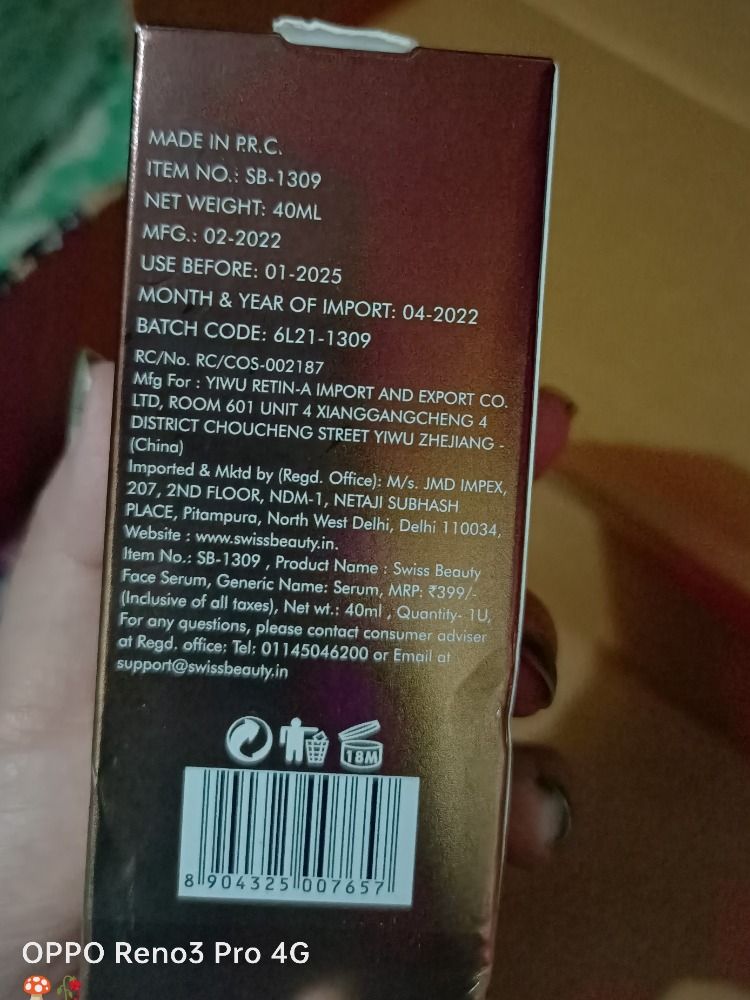 MADE IN P.R.C.
ITEM NO.: SB-1309
NET WEIGHT: 40ML
MFG.: 02-2022
USE BEFORE: 01-2025
MONTH & YEAR OF IMPORT: 04-2022
BATCH CODE: 6L21-1309
RC/No. RC/COS-002187
Mfg For : YIWU RETIN-A IMPORT AND EXPORT CO.
LTD, ROOM 601 UNIT 4 XIANGGANGCHENG 4
DISTRICT CHOUCHENG STREET YIWU ZHEJIANG -
(China)
Imported & Mktd by (Regd. Office): M/s. JMD IMPEX,
207, 2ND FLOOR, NDM-1, NETAJI SUBHASH
PLACE, Pitampura, North West Delhi, Delhi 110034,
Website : www.swissbeauty.in.
Item No.: SB-1309 , Product Name : Swiss Beauty
Face Serum, Generic Name: Serum, MRP: ₹399/-
(Inclusive of all taxes), Net wt.: 40ml , Quantity- 1U,
For any questions, please contact consumer adviser
at Regd. office: Tel: 01145046200 or Email at
support@swissbeauty.in
18M
8 904325 007657
OPPO Reno3 Pro 4G